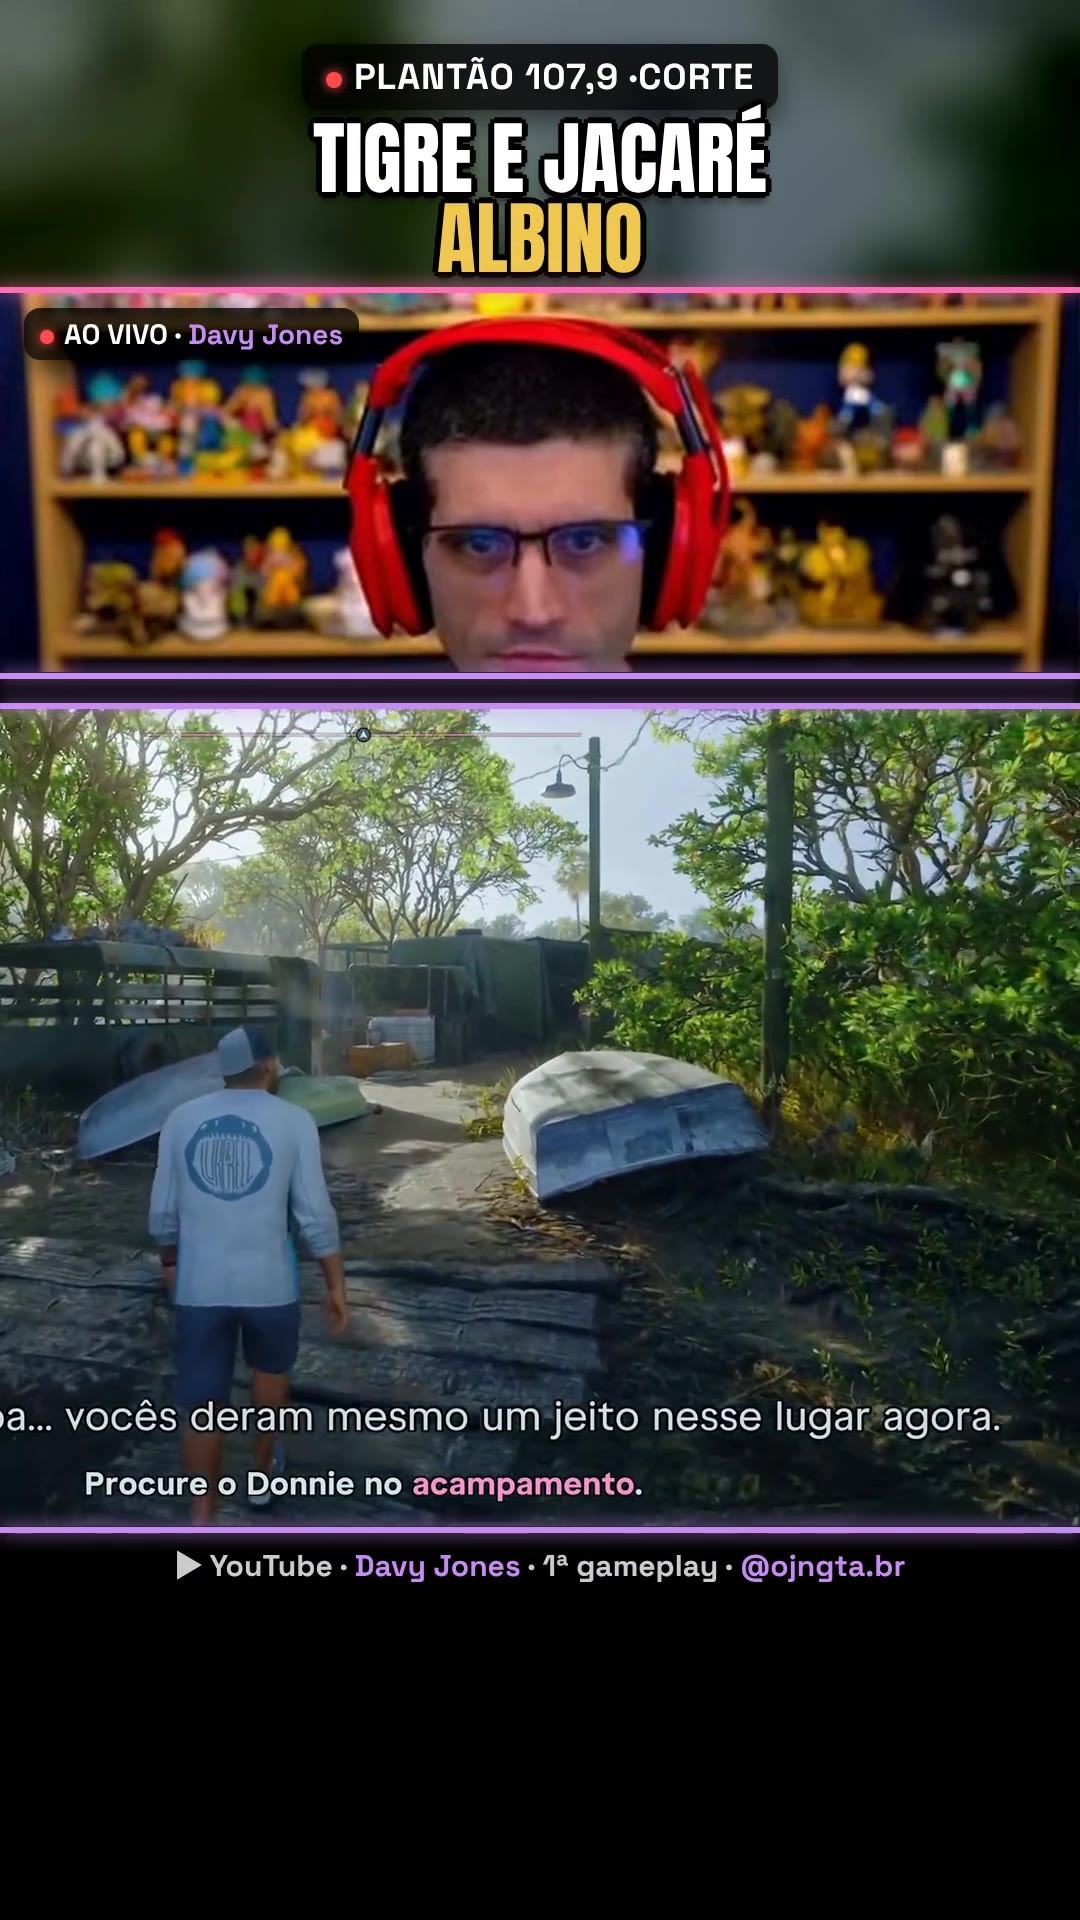 PLANTÃO 107,9 ·CORTE
TIGRE E JACARÉ
ALBINO
AO VIVO · Davy Jones
vocês deram mesmo um jeito nesse lugar agora.
Procure o Donnie no acampamento.
▶ YouTube · Davy Jones · 1ª gameplay · @ojngta.br